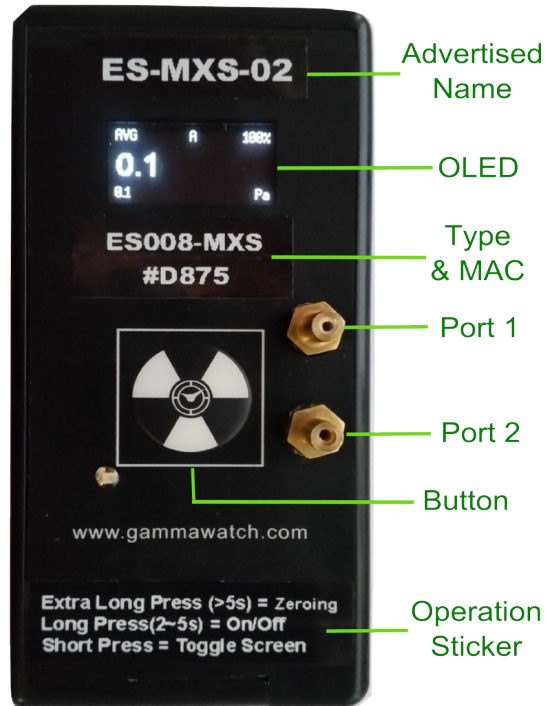 ES-MXS-02
Advertised
Name
AVG A 100%
0.1
0.1 Pa
OLED
ES008-MXS
#D875
Type
& MAC
Port 1
Port 2
Button
www.gammawatch.com
Extra Long Press (>5s) = Zeroing
Long Press(2~5s) = On/Off
Short Press = Toggle Screen
Operation
Sticker